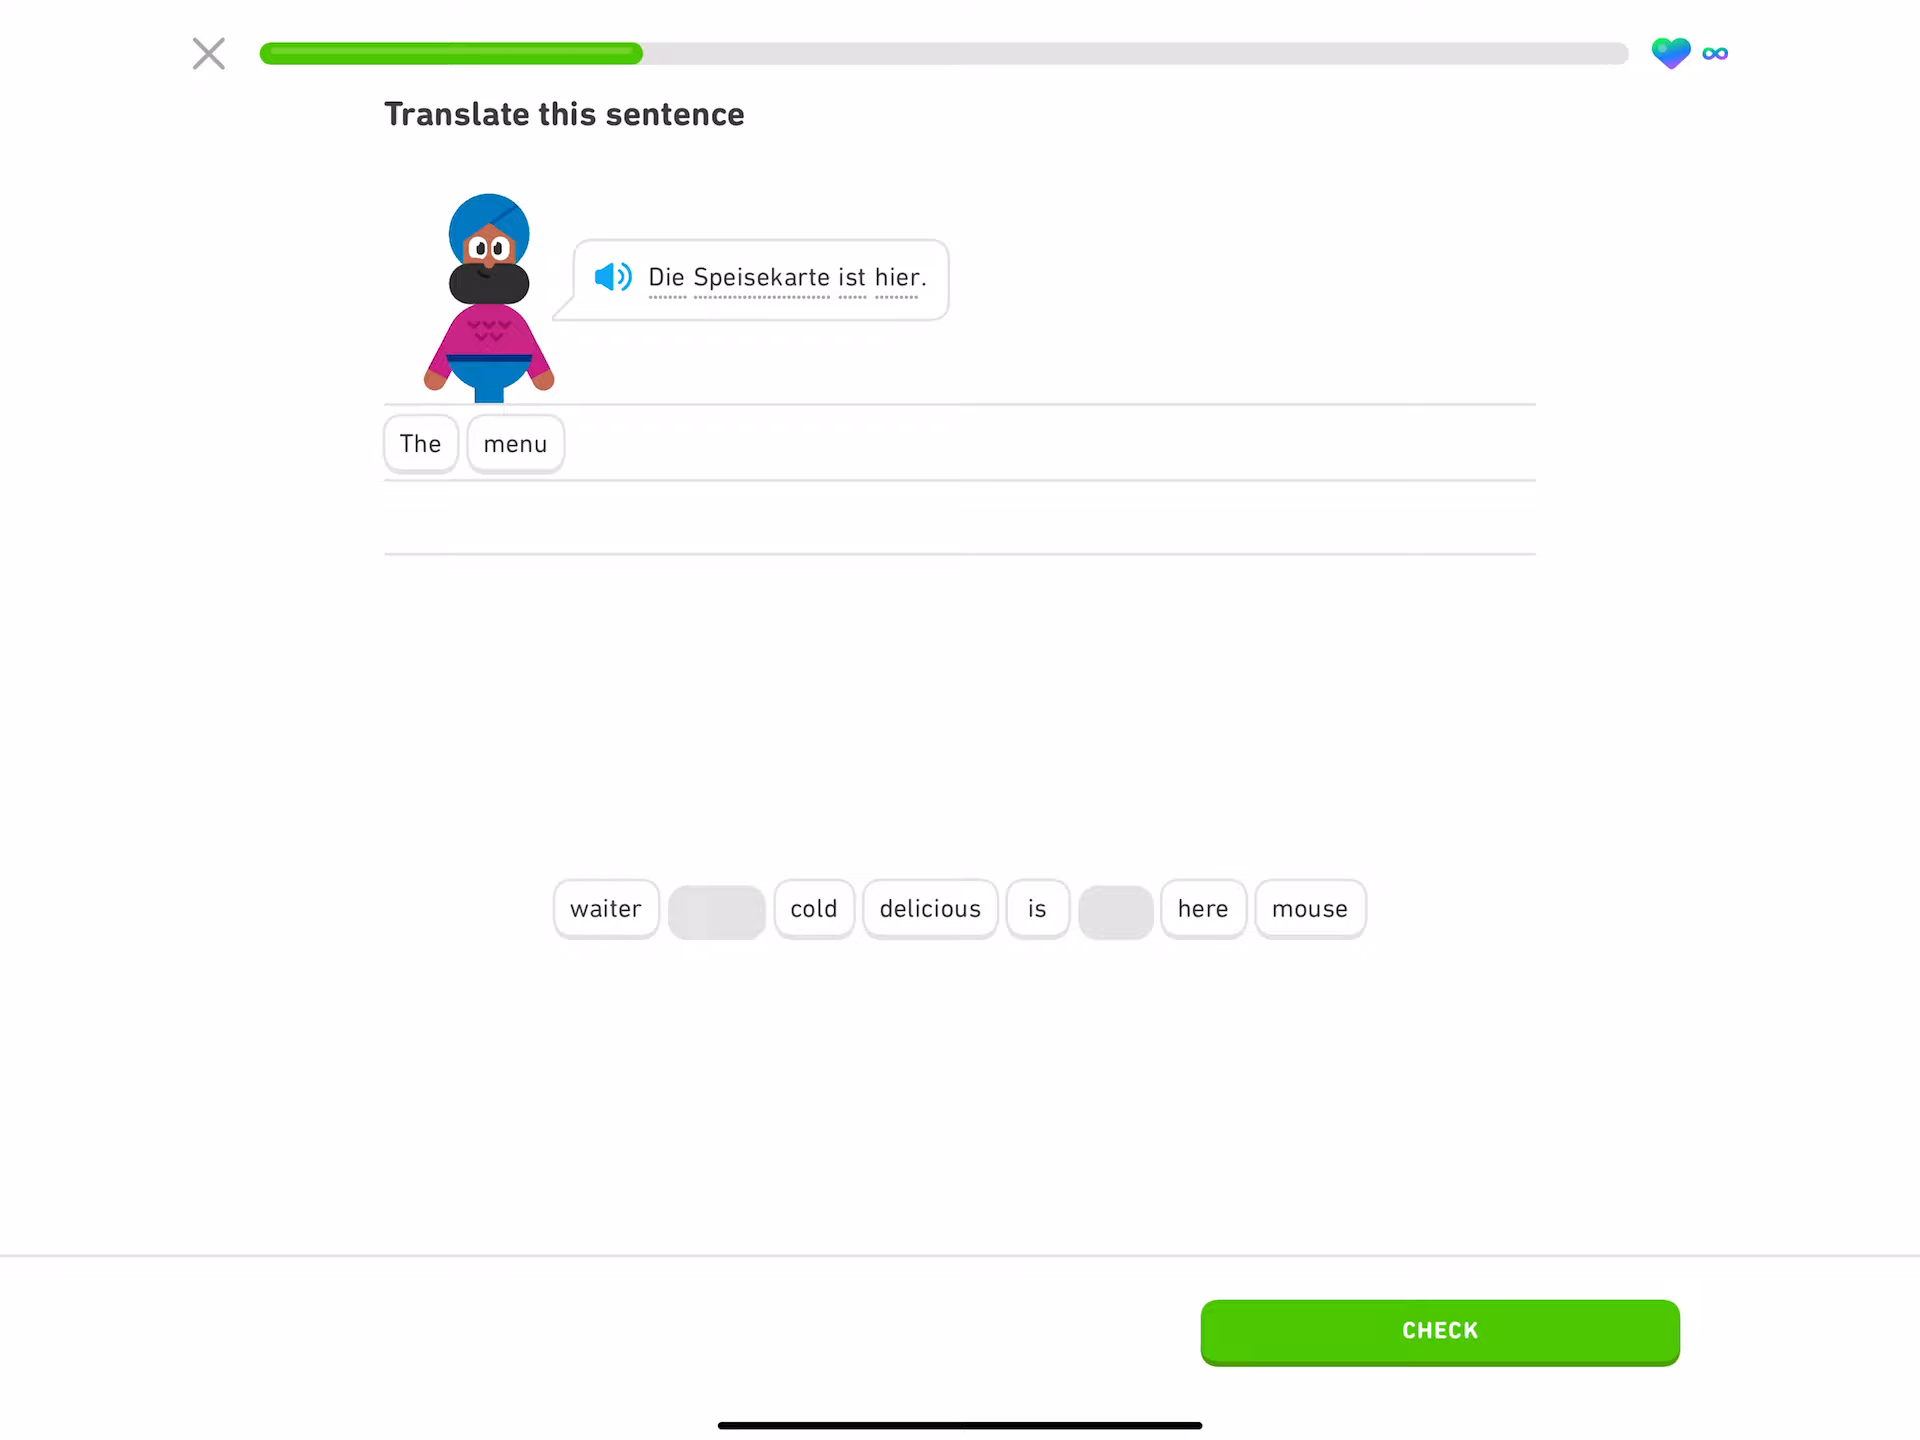 Translate this sentence
Die Speisekarte ist hier.
The menu
waiter cold delicious is here mouse
CHECK